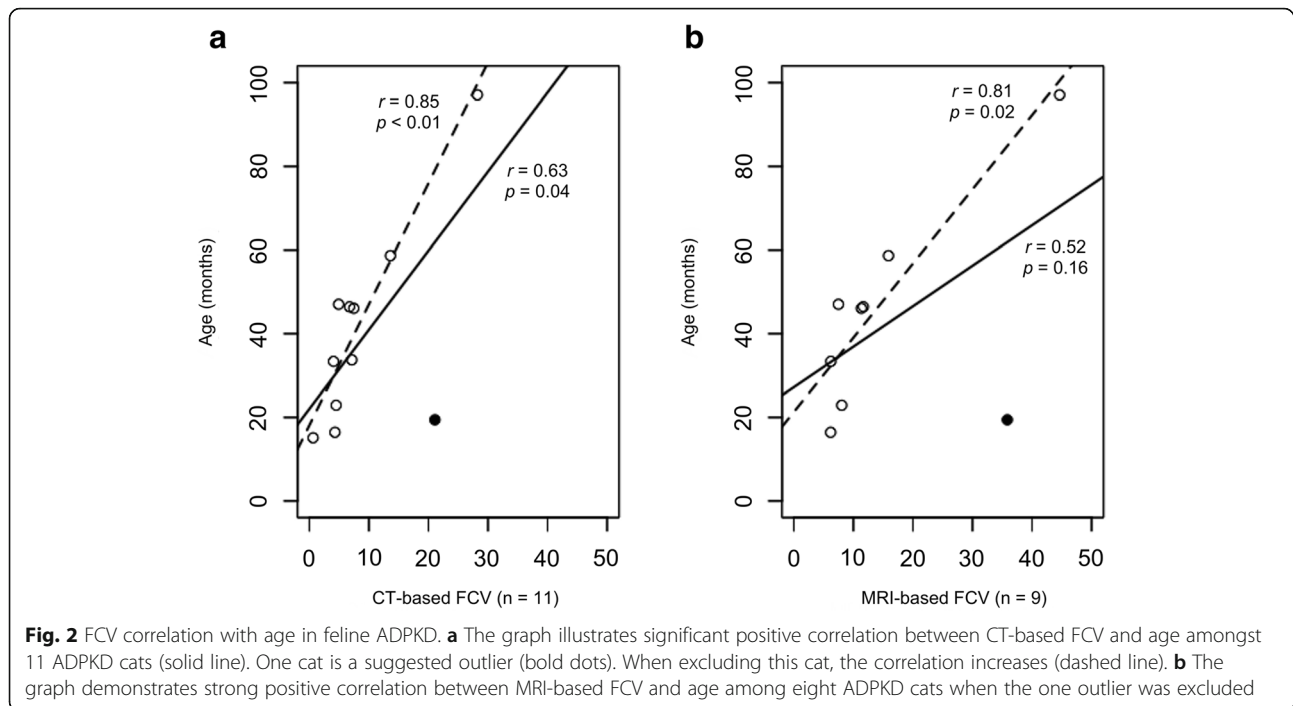 a
b
100
80
60
40
20
0
Age (months)
r = 0.85
p < 0.01
r = 0.63
p = 0.04
0 10 20 30 40 50
CT-based FCV (n = 11)
100
80
60
40
20
0
Age (months)
r = 0.81
p = 0.02
r = 0.52
p = 0.16
0 10 20 30 40 50
MRI-based FCV (n = 9)
Fig. 2 FCV correlation with age in feline ADPKD. a The graph illustrates significant positive correlation between CT-based FCV and age amongst
11 ADPKD cats (solid line). One cat is a suggested outlier (bold dots). When excluding this cat, the correlation increases (dashed line). b The
graph demonstrates strong positive correlation between MRI-based FCV and age among eight ADPKD cats when the one outlier was excluded